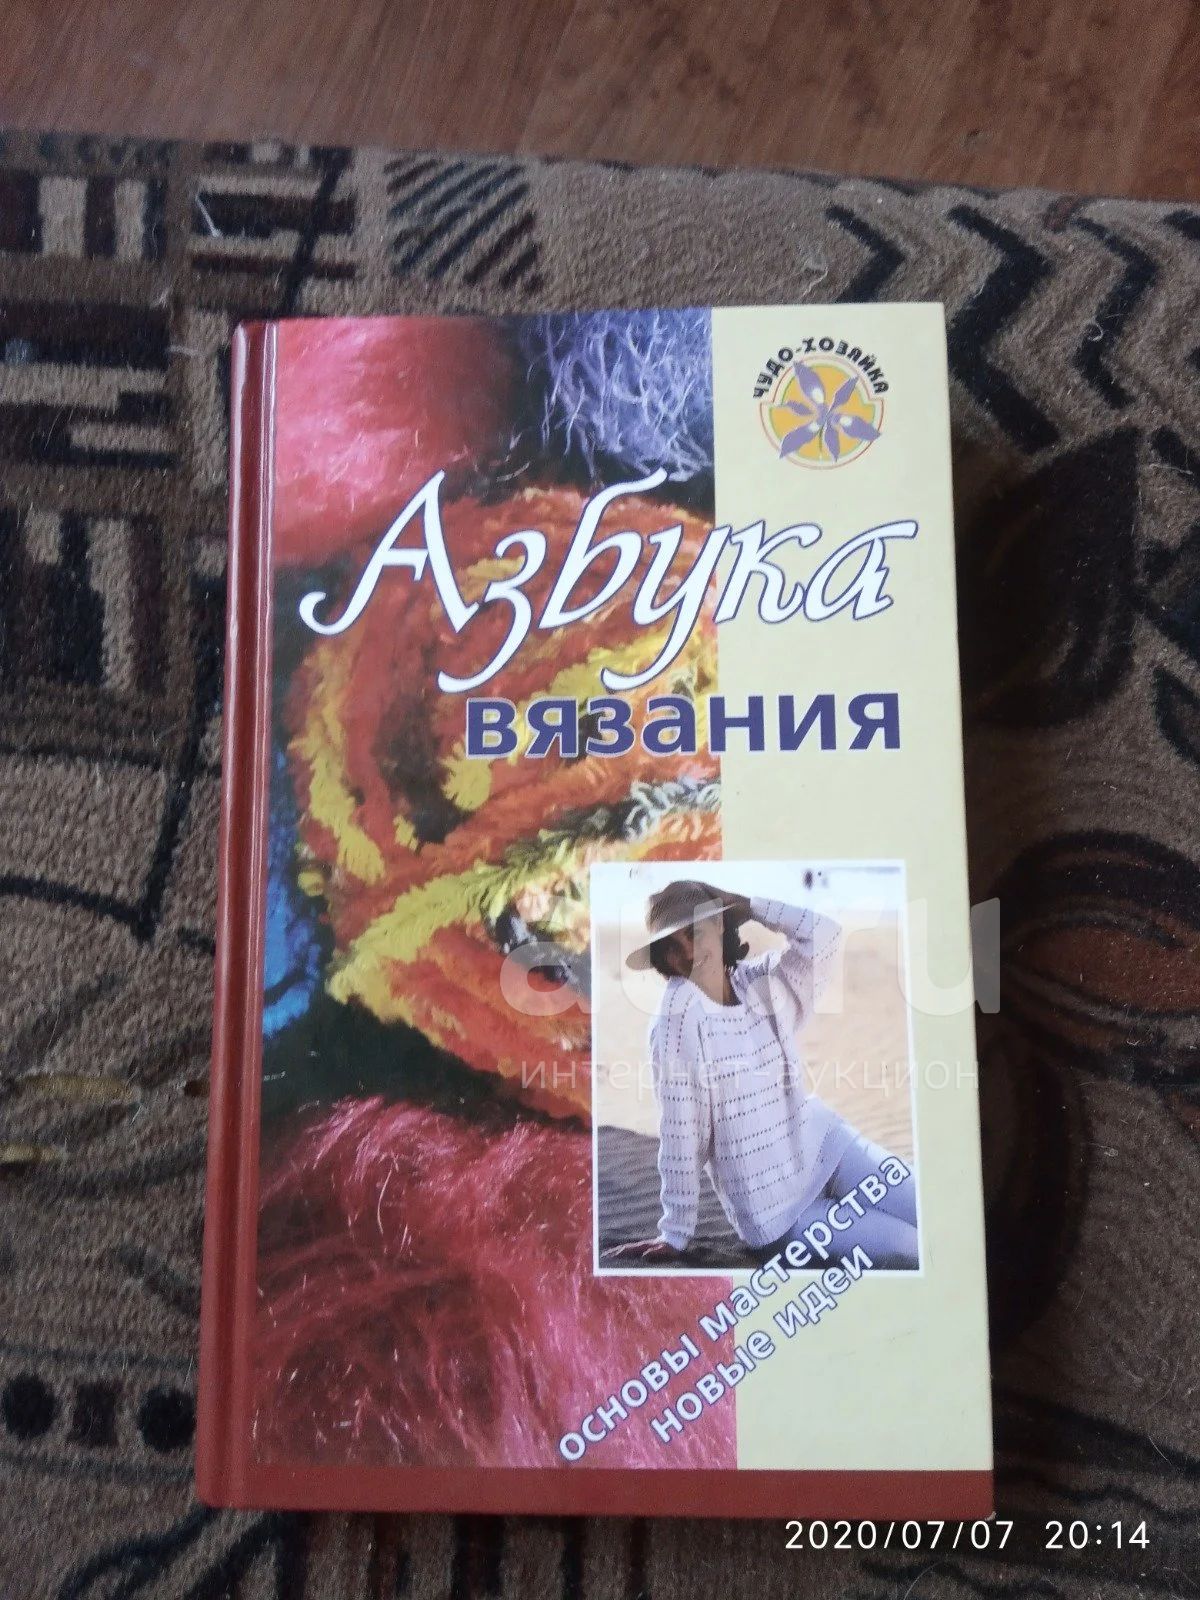 ЧУДО-ХОЗЯЙКА
Азбука
вязания
au.ru
интернет-аукцион
основы мастерства
новые идеи
2020/07/07 20:14